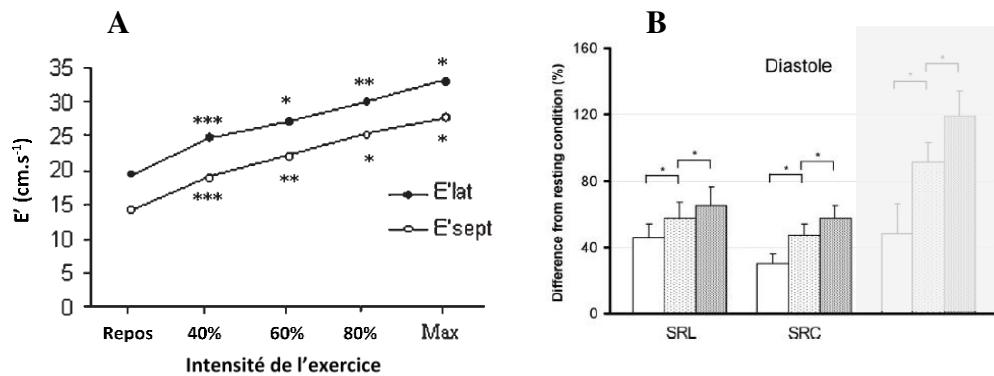 A
E' (cm.s-1)
35
30
25
20
15
10
5
0
***
*
**
*
***
**
*
*
E'lat
E'sept
Repos 40% 60% 80% Max
Intensité de l'exercice
B
Difference from resting condition (%)
160
120
80
40
0
Diastole
* *
* *
* *
SRL SRC